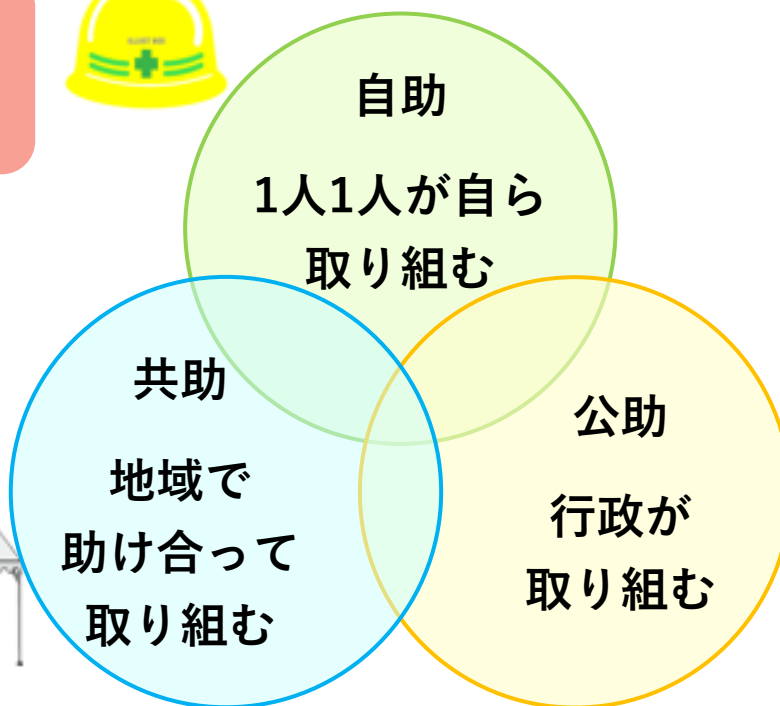 自助
1人1人が自ら
取り組む
共助
地域で
助け合って
取り組む
公助
行政が
取り組む